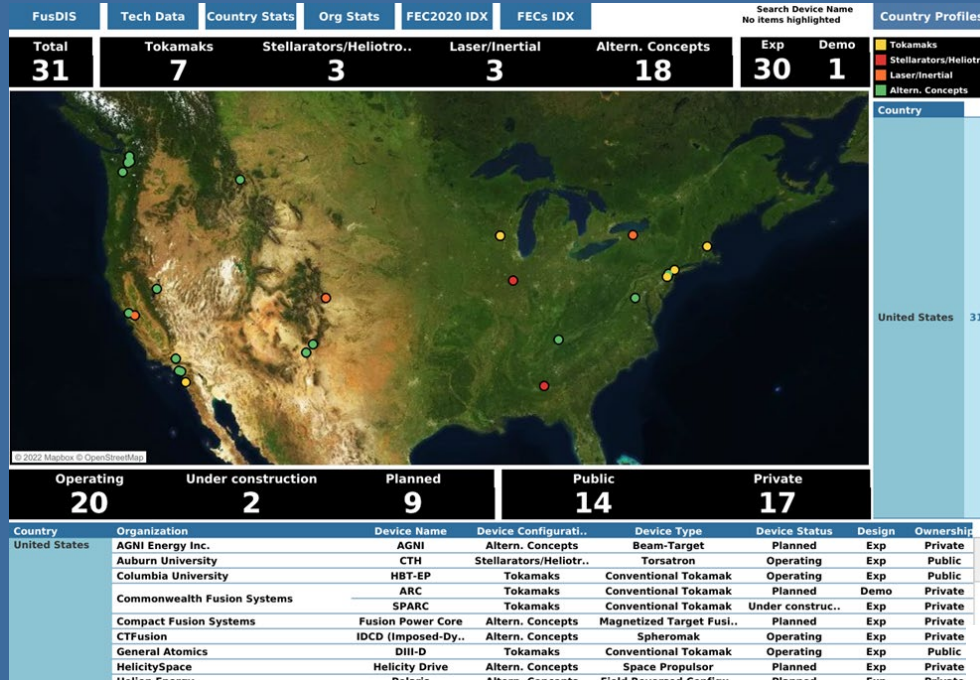 FusDIS Tech Data Country Stats Org Stats FEC2020 IDX FECs IDX Search Device Name Country Profiles
No items highlighted
Total Tokamaks Stellarators/Heliotro.. Laser/Inertial Altern. Concepts Exp Demo
31 7 3 3 18 30 1
Tokamaks
Stellarators/Heliotr
Laser/Inertial
Altern. Concepts
Country
United States 31
© 2022 Mapbox © OpenStreetMap
Operating Under construction Planned Public Private
20 2 9 14 17
Country Organization Device Name Device Configurati.. Device Type Device Status Design Ownership
United States AGNI Energy Inc. AGNI Altern. Concepts Beam-Target Planned Exp Private
Auburn University CTH Stellarators/Heliotr.. Torsatron Operating Exp Public
Columbia University HBT-EP Tokamaks Conventional Tokamak Operating Exp Public
Commonwealth Fusion Systems ARC Tokamaks Conventional Tokamak Planned Demo Private
SPARC Tokamaks Conventional Tokamak Under construc.. Exp Private
Compact Fusion Systems Fusion Power Core Altern. Concepts Magnetized Target Fusi.. Planned Exp Private
CTFusion IDCD (Imposed-Dy.. Altern. Concepts Spheromak Operating Exp Private
General Atomics DIII-D Tokamaks Conventional Tokamak Operating Exp Public
HelicitySpace Helicity Drive Altern. Concepts Space Propulsor Planned Exp Private